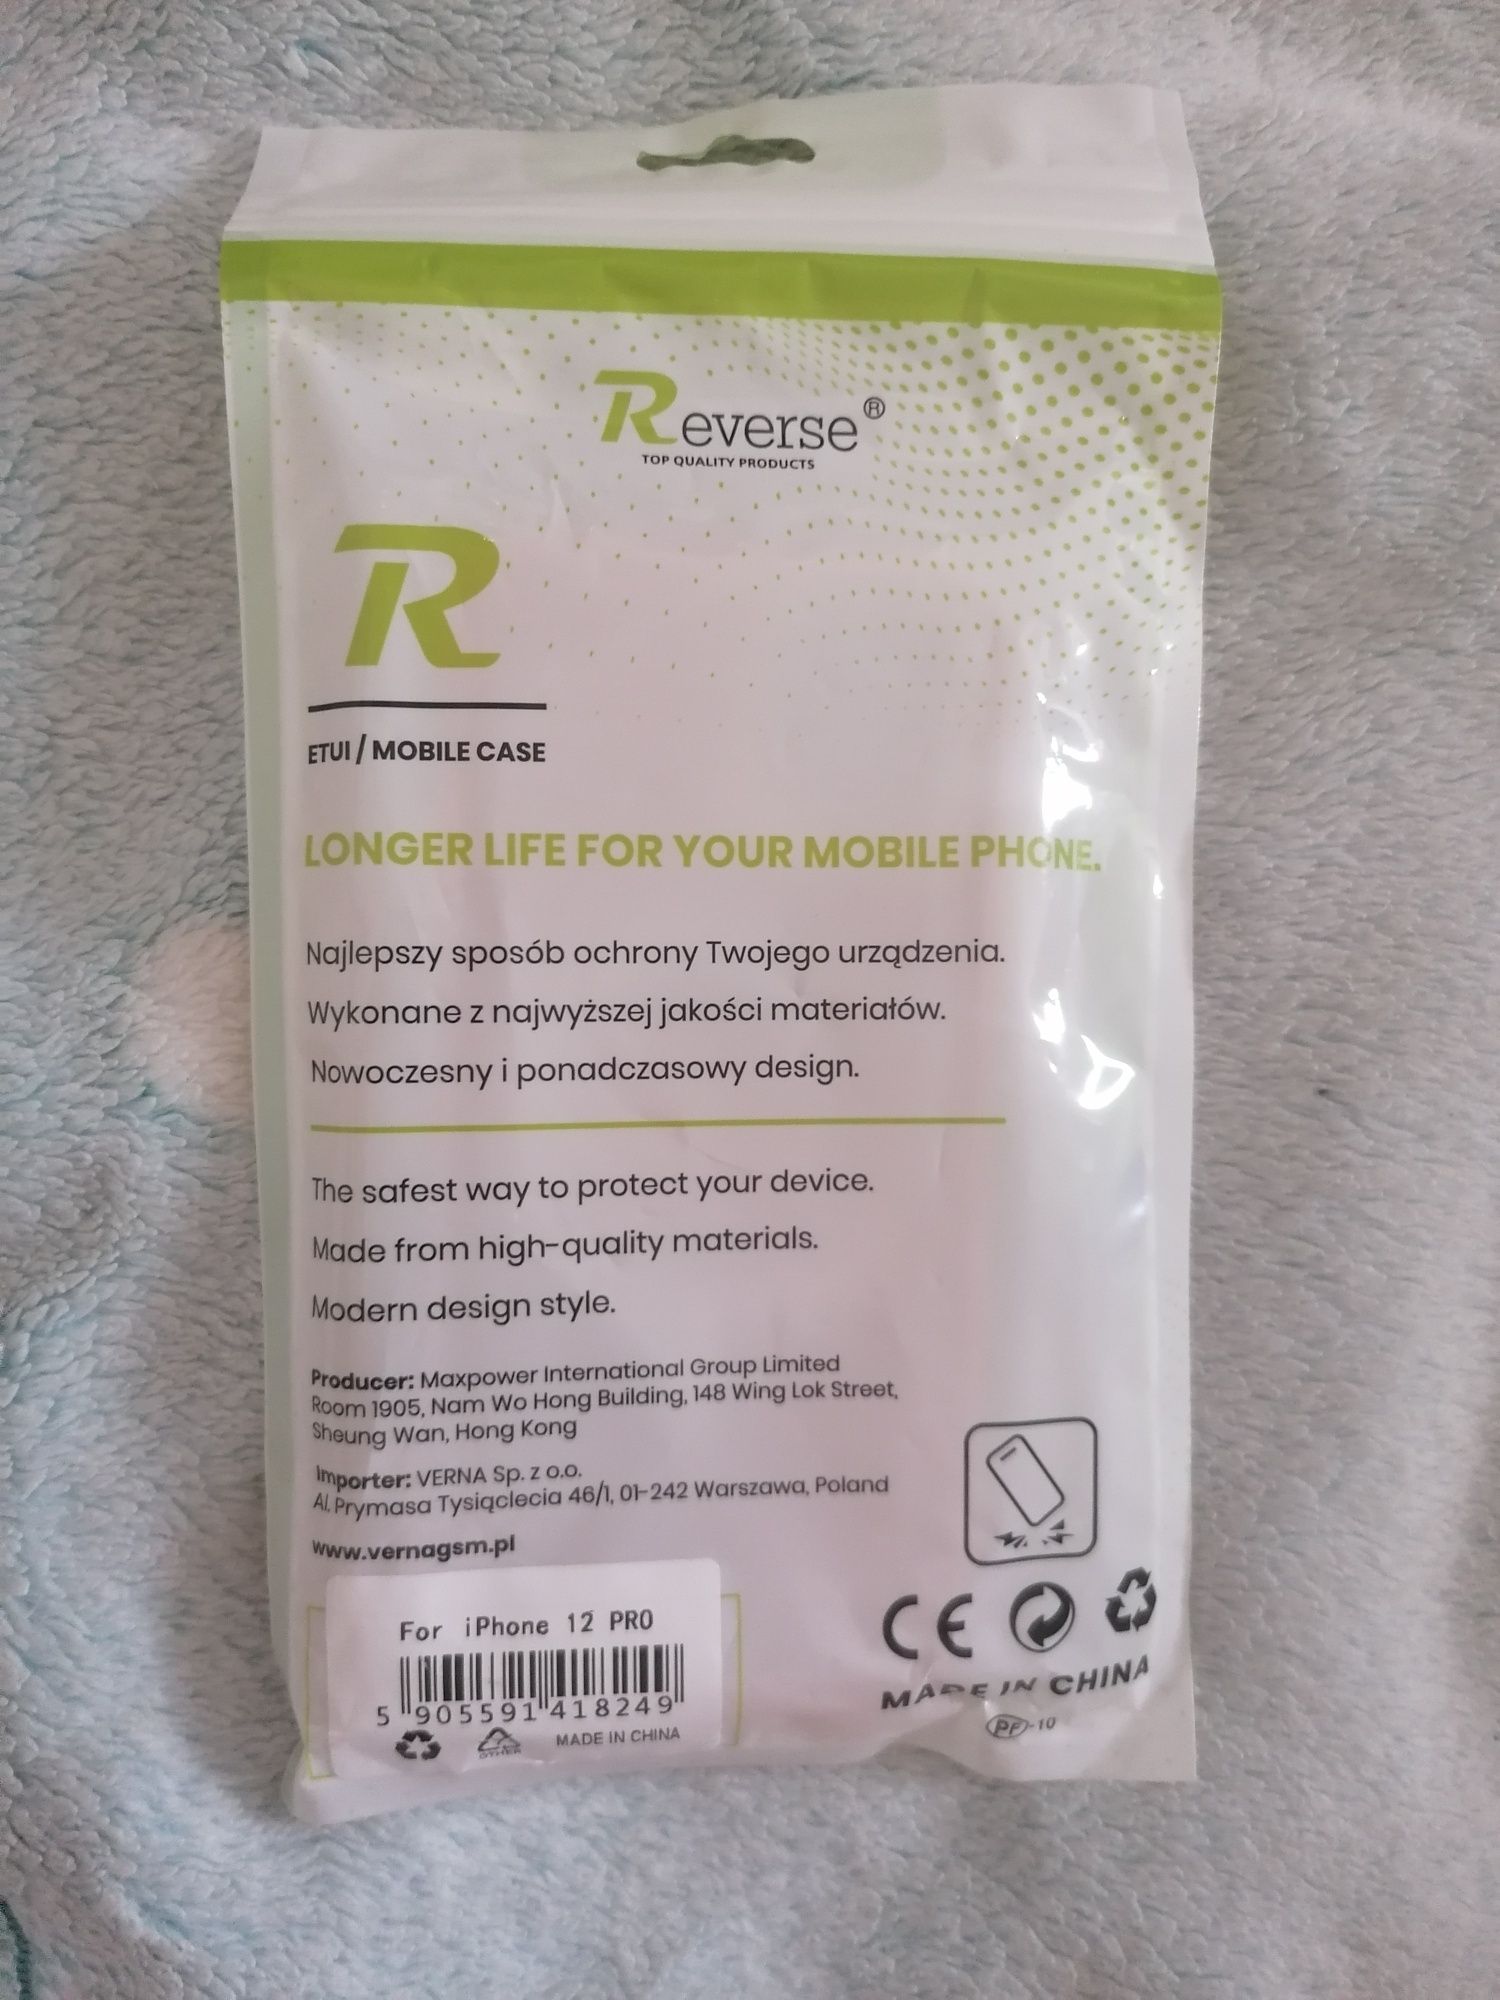 Reverse®
TOP QUALITY PRODUCTS
R
ETUI / MOBILE CASE
LONGER LIFE FOR YOUR MOBILE PHONE.
Najlepszy sposób ochrony Twojego urządzenia.
Wykonane z najwyższej jakości materiałów.
Nowoczesny i ponadczasowy design.
The safest way to protect your device.
Made from high-quality materials.
Modern design style.
Producer: Maxpower International Group Limited
Room 1905, Nam Wo Hong Building, 148 Wing Lok Street,
Sheung Wan, Hong Kong
Importer: VERNA Sp. z o.o.
Al. Prymasa Tysiąclecia 46/1, 01-242 Warszawa, Poland
www.vernagsm.pl
For iPhone 12 PRO
5 905591 418249
OTHER
MADE IN CHINA
CE
MADE IN CHINA
PF-10